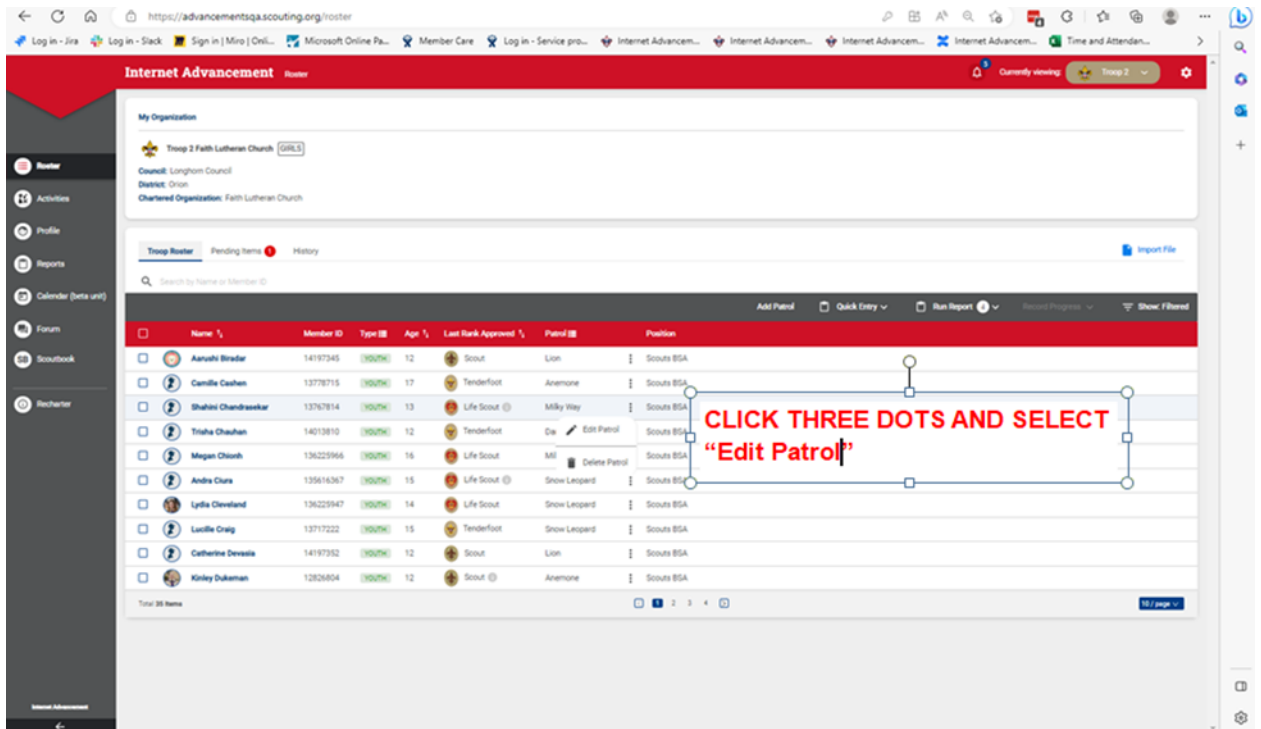 https://advancementsqa.scouting.org/roster
Log in - Jira Log in - Slack Sign in | Miro | Onli... Microsoft Online Pa... Member Care Log in - Service pro... Internet Advancem... Internet Advancem... Internet Advancem... Internet Advancem... Time and Attendan...
Internet Advancement Roster
5 Currently viewing: Troop 2
My Organization
Troop 2 Faith Lutheran Church GIRLS
Council: Longhorn Council
District: Orion
Chartered Organization: Faith Lutheran Church
Roster
Activities
Profile
Reports
Calender (beta unit)
Forum
SB Scoutbook
Recharter
Troop Roster Pending Items 1 History Import File
Search by Name or Member ID
Add Patrol Quick Entry Run Report Record Progress Show: Filtered
Name Member ID Type Age Last Rank Approved Patrol Position
Aarushi Biradar 14197345 YOUTH 12 Scout Lion Scouts BSA
Camille Cashen 13778715 YOUTH 17 Tenderfoot Anemone Scouts BSA
Shahini Chandrasekar 13767814 YOUTH 13 Life Scout Milky Way Scouts BSA
Trisha Chauhan 14013810 YOUTH 12 Tenderfoot Da Scouts BSA
Megan Chionh 136225966 YOUTH 16 Life Scout Mil Scouts BSA
Andra Ciurs 135616367 YOUTH 15 Life Scout Snow Leopard Scouts BSA
Lydia Cleveland 136225947 YOUTH 14 Life Scout Snow Leopard Scouts BSA
Lucille Craig 13717222 YOUTH 15 Tenderfoot Snow Leopard Scouts BSA
Catherine Devasia 14197352 YOUTH 12 Scout Lion Scouts BSA
Kinley Dukeman 12826804 YOUTH 12 Scout Anemone Scouts BSA
Edit Patrol
Delete Patrol
CLICK THREE DOTS AND SELECT
“Edit Patrol”
Total 35 Items 1 2 3 4 10 / page
Internet Advancement